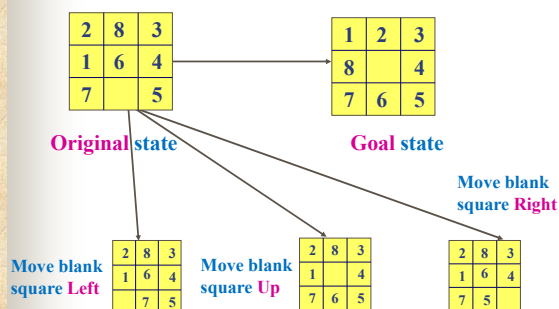 2 8 3
1 6 4
7 5
1 2 3
8 4
7 6 5
Original state
Goal state
Move blank
square Right
Move blank
square Left
2 8 3
1 6 4
7 5
Move blank
square Up
2 8 3
1 4
7 6 5
2 8 3
1 6 4
7 5